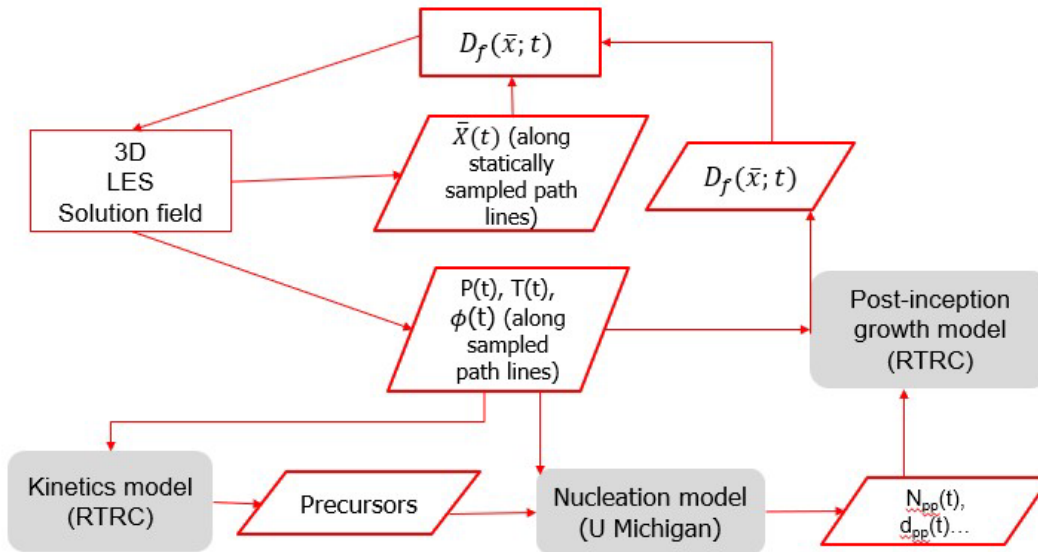 D_f(x̄; t)
3D
LES
Solution field
X̄(t) (along
statically
sampled path
lines)
D_f(x̄; t)
P(t), T(t),
ϕ(t) (along
sampled
path lines)
Post-inception
growth model
(RTRC)
Kinetics model
(RTRC)
Precursors
Nucleation model
(U Michigan)
N_pp(t),
d_pp(t)...